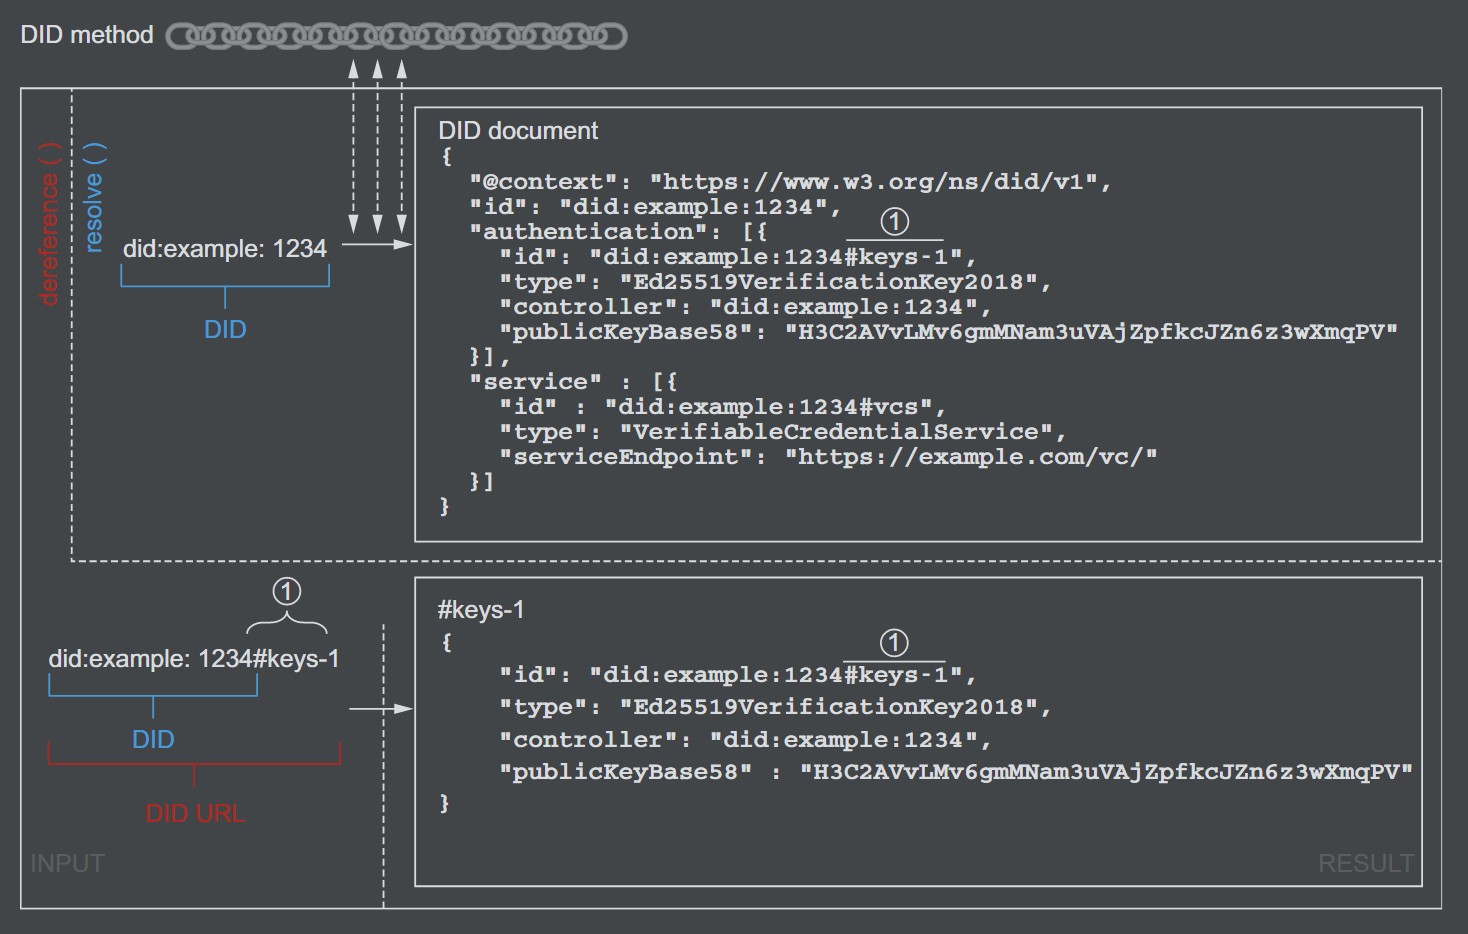 DID method
dereference ( )
resolve ( )
did:example: 1234
DID
DID document
{
"@context": "https://www.w3.org/ns/did/v1",
"id": "did:example:1234",
①
"authentication": [{
"id": "did:example:1234#keys-1",
"type": "Ed25519VerificationKey2018",
"controller": "did:example:1234",
"publicKeyBase58": "H3C2AVvLMv6gmMNam3uVAjZpfkcJZn6z3wXmqPV"
}],
"service" : [{
"id" : "did:example:1234#vcs",
"type": "VerifiableCredentialService",
"serviceEndpoint": "https://example.com/vc/"
}]
}
①
did:example: 1234#keys-1
DID
DID URL
INPUT
#keys-1
{
①
"id": "did:example:1234#keys-1",
"type": "Ed25519VerificationKey2018",
"controller": "did:example:1234",
"publicKeyBase58" : "H3C2AVvLMv6gmMNam3uVAjZpfkcJZn6z3wXmqPV"
}
RESULT